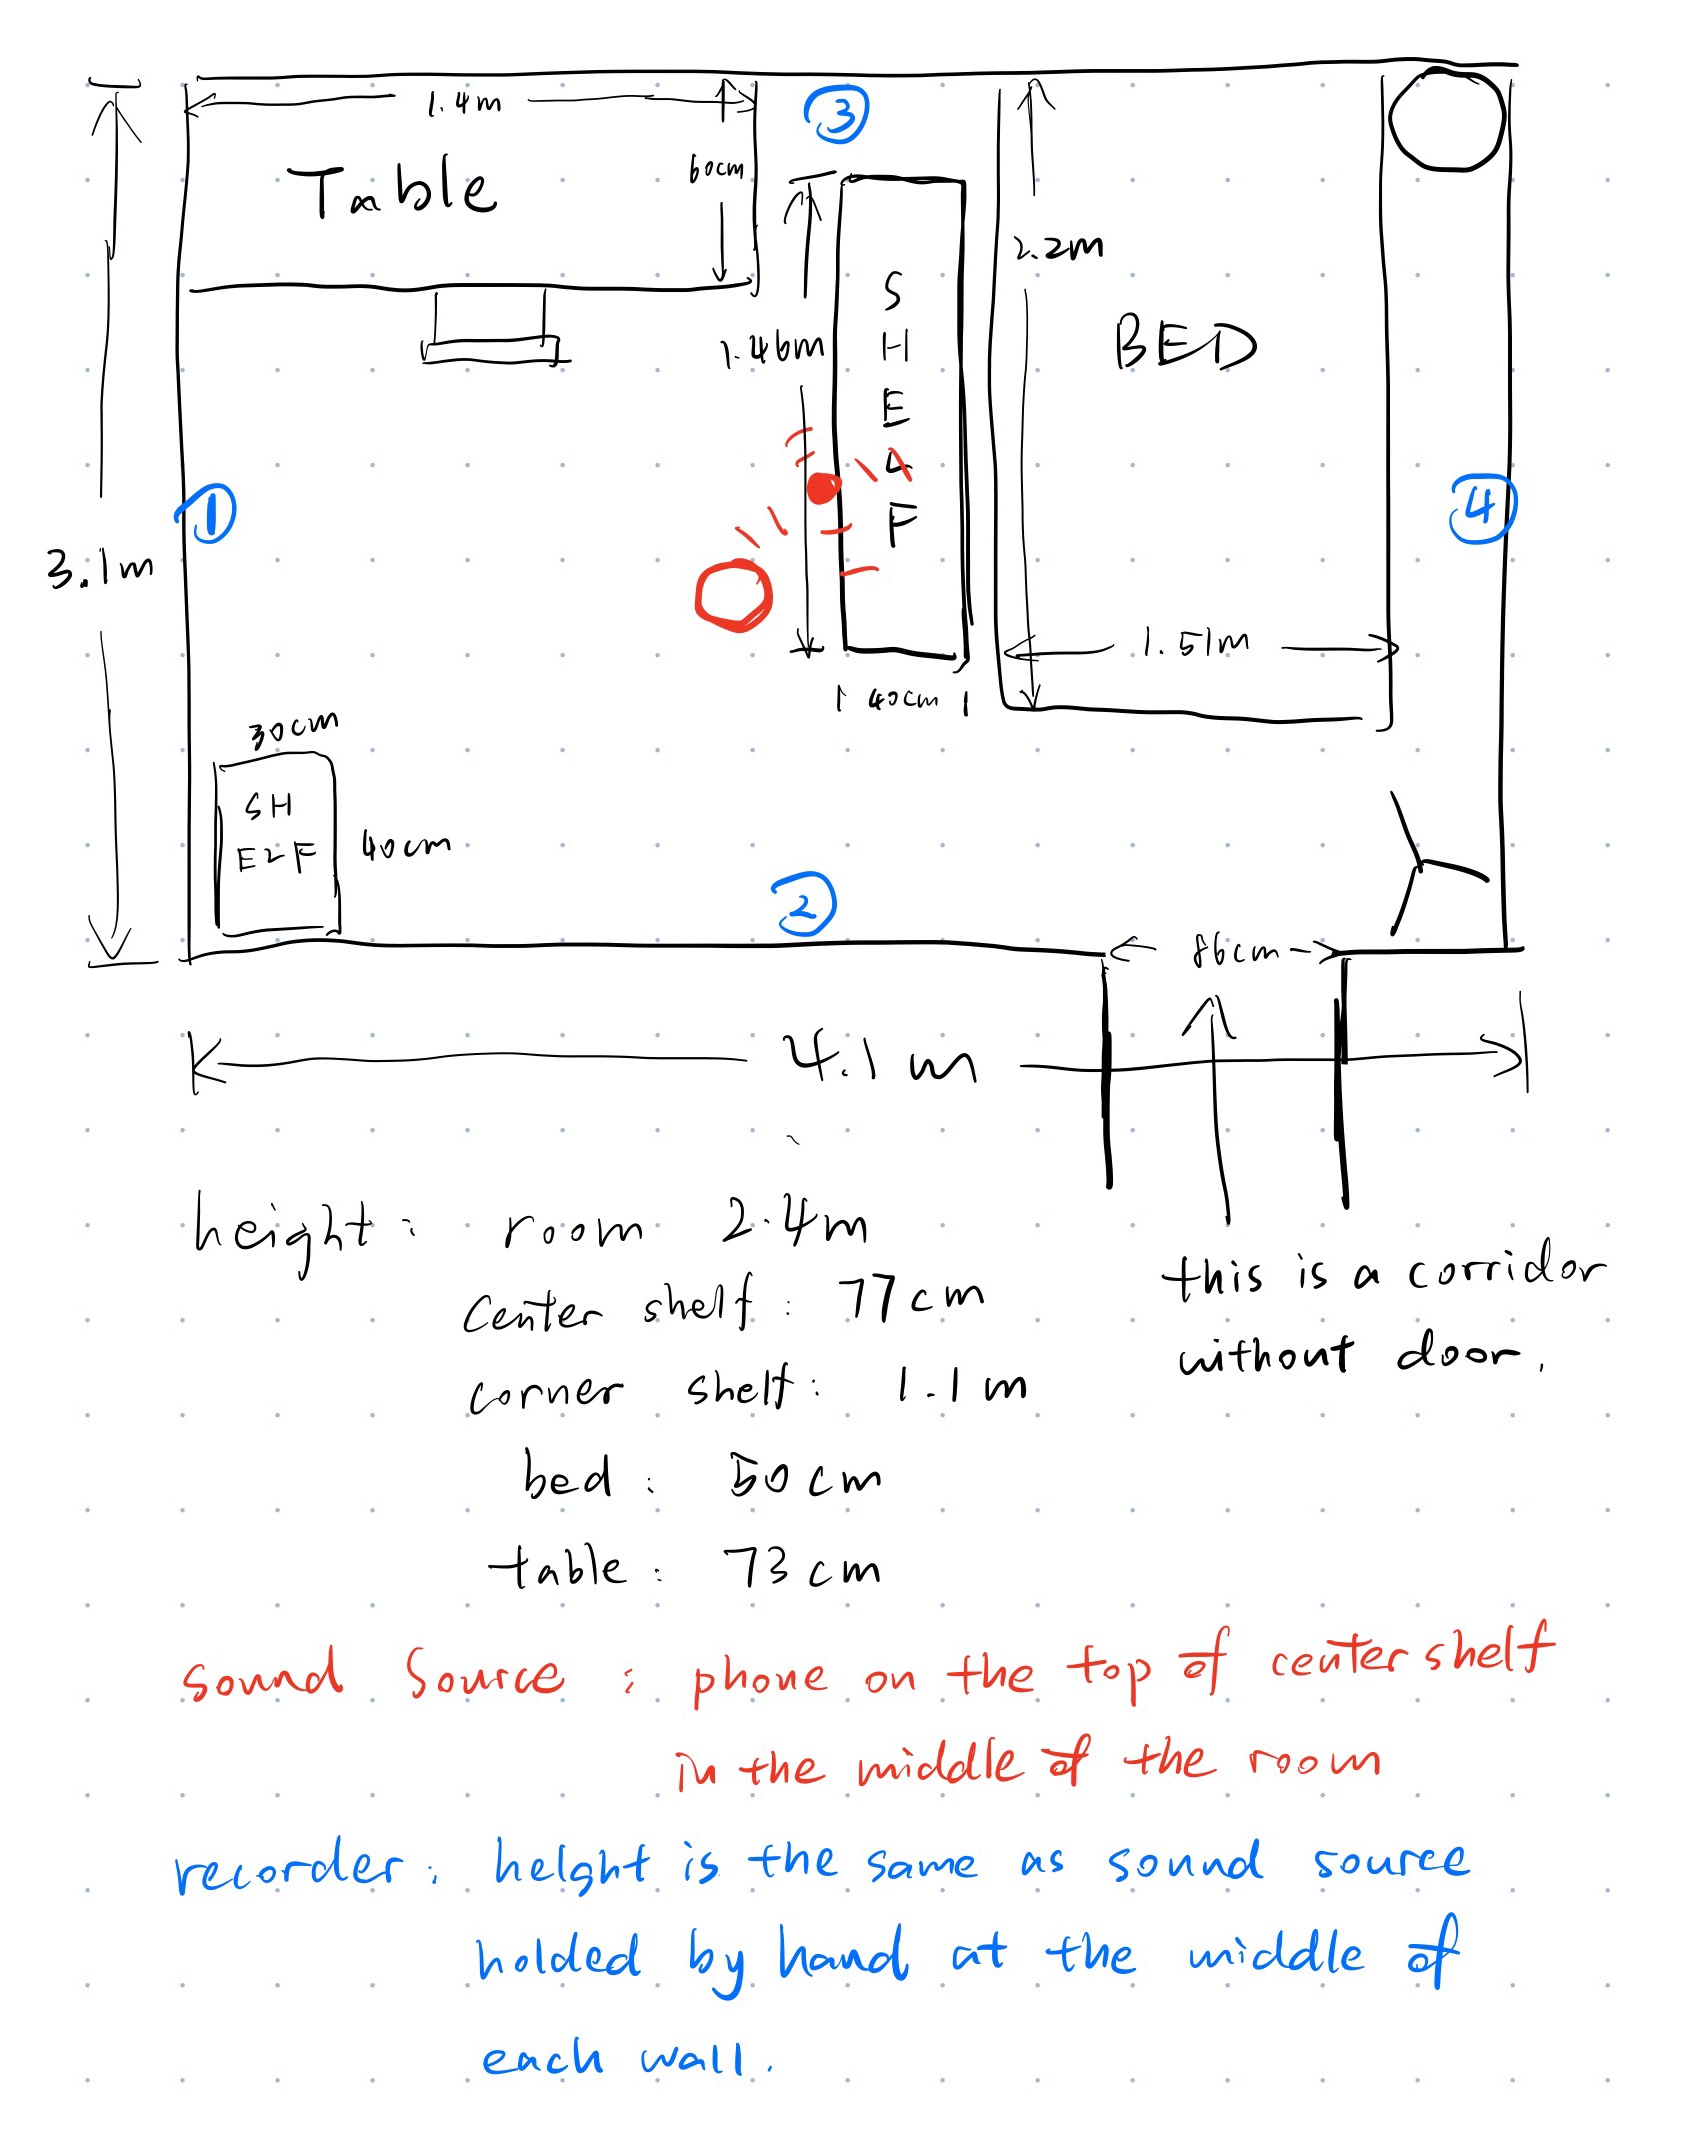 1.4m
60cm
Table
3
1.46m
SHELF
2.2m
BED
1.51m
40cm
1
4
3.1m
30cm
SH
ELF
40cm
2
86cm
4.1m
height: room 2.4m
center shelf: 77cm
corner shelf: 1.1m
bed: 50cm
table: 73cm
this is a corridor
without door.
sound source: phone on the top of center shelf
in the middle of the room
recorder: height is the same as sound source
holded by hand at the middle of
each wall.